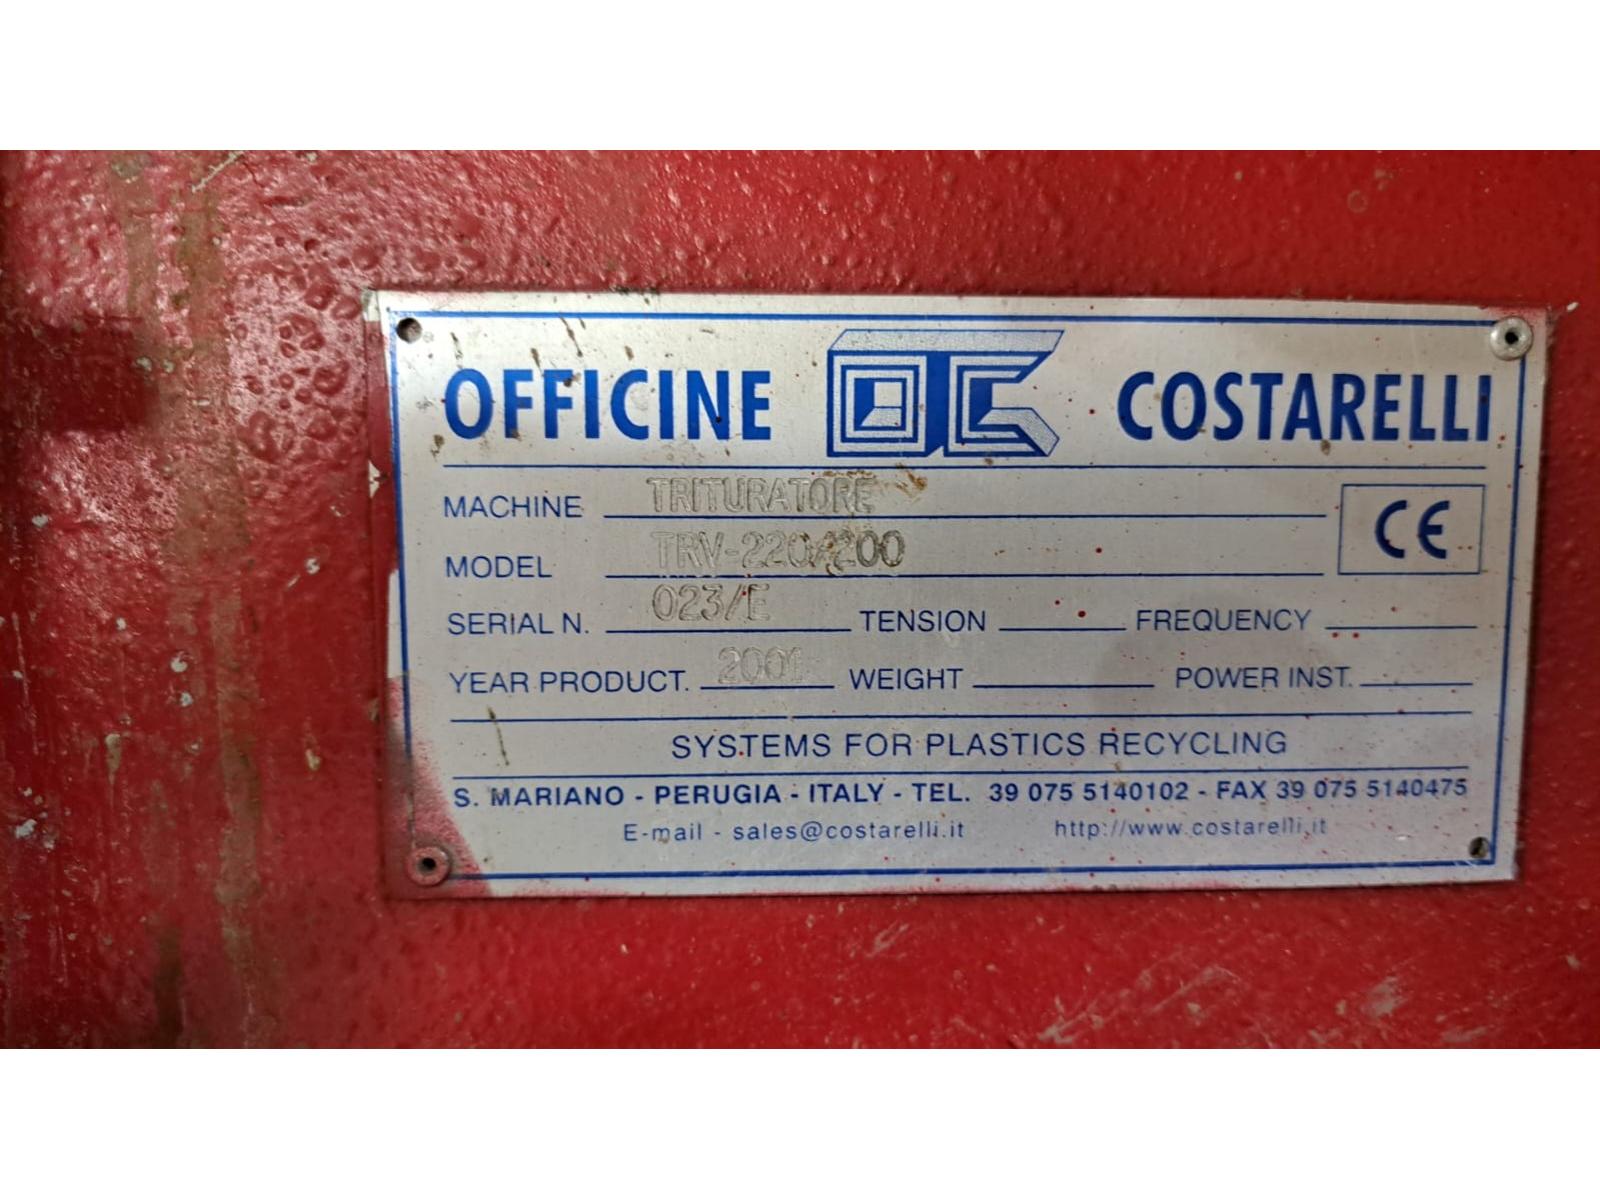 OFFICINE OC COSTARELLI
MACHINE TRITURATORE CE
MODEL TRV-220/200
SERIAL N. 023/E TENSION FREQUENCY
YEAR PRODUCT. 2001 WEIGHT POWER INST.
SYSTEMS FOR PLASTICS RECYCLING
S. MARIANO - PERUGIA - ITALY - TEL. 39 075 5140102 - FAX 39 075 5140475
E-mail - sales@costarelli.it http://www.costarelli.it